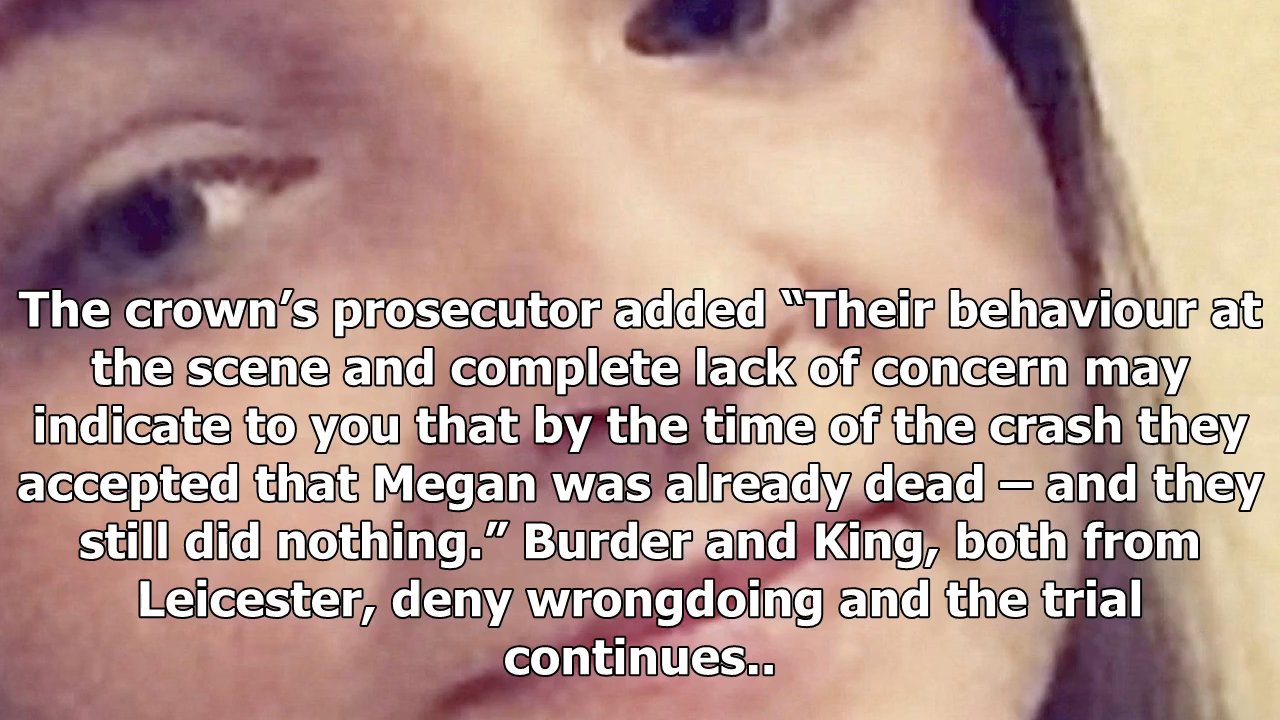 The crown’s prosecutor added “Their behaviour at
the scene and complete lack of concern may
indicate to you that by the time of the crash they
accepted that Megan was already dead – and they
still did nothing.” Burder and King, both from
Leicester, deny wrongdoing and the trial
continues..